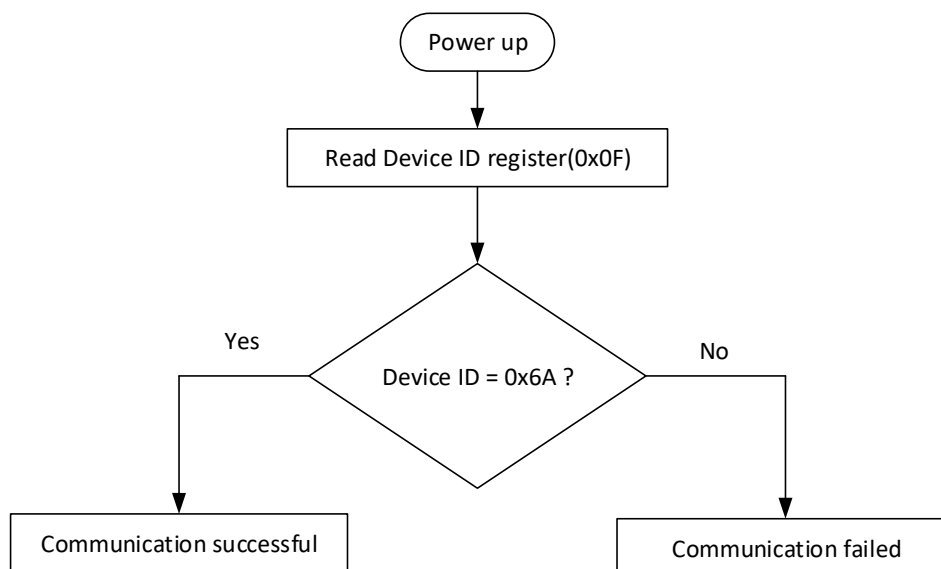 Power up
Read Device ID register(0x0F)
Yes
No
Device ID = 0x6A ?
Communication successful
Communication failed